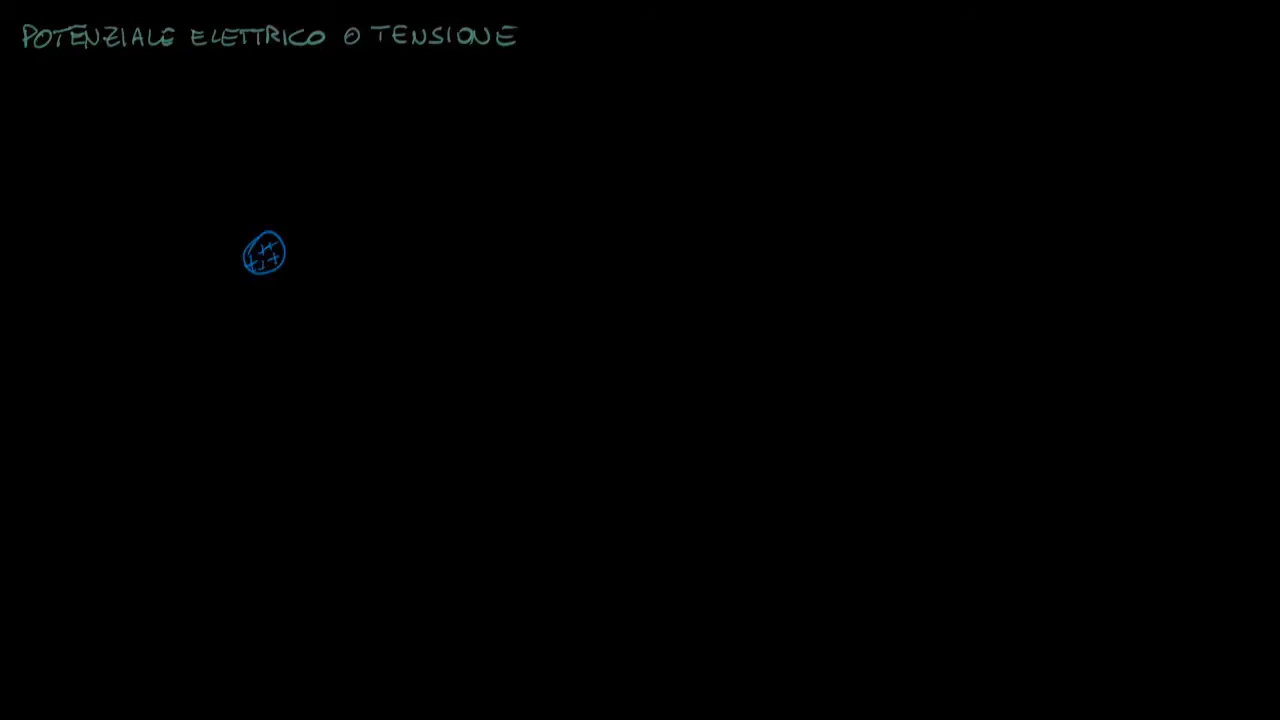 POTENZIALE ELETTRICO O TENSIONE
++
+ + +